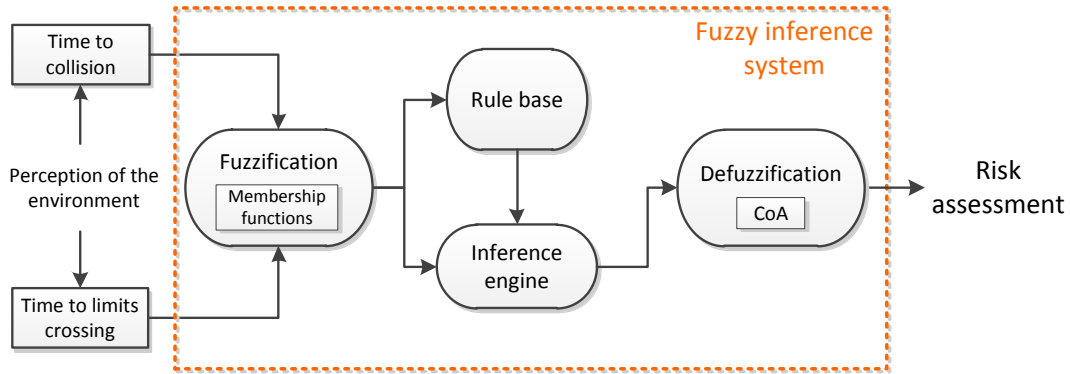 Time to
collision
Perception of the
environment
Time to limits
crossing
Fuzzy inference
system
Fuzzification
Membership
functions
Rule base
Inference
engine
Defuzzification
CoA
Risk
assessment